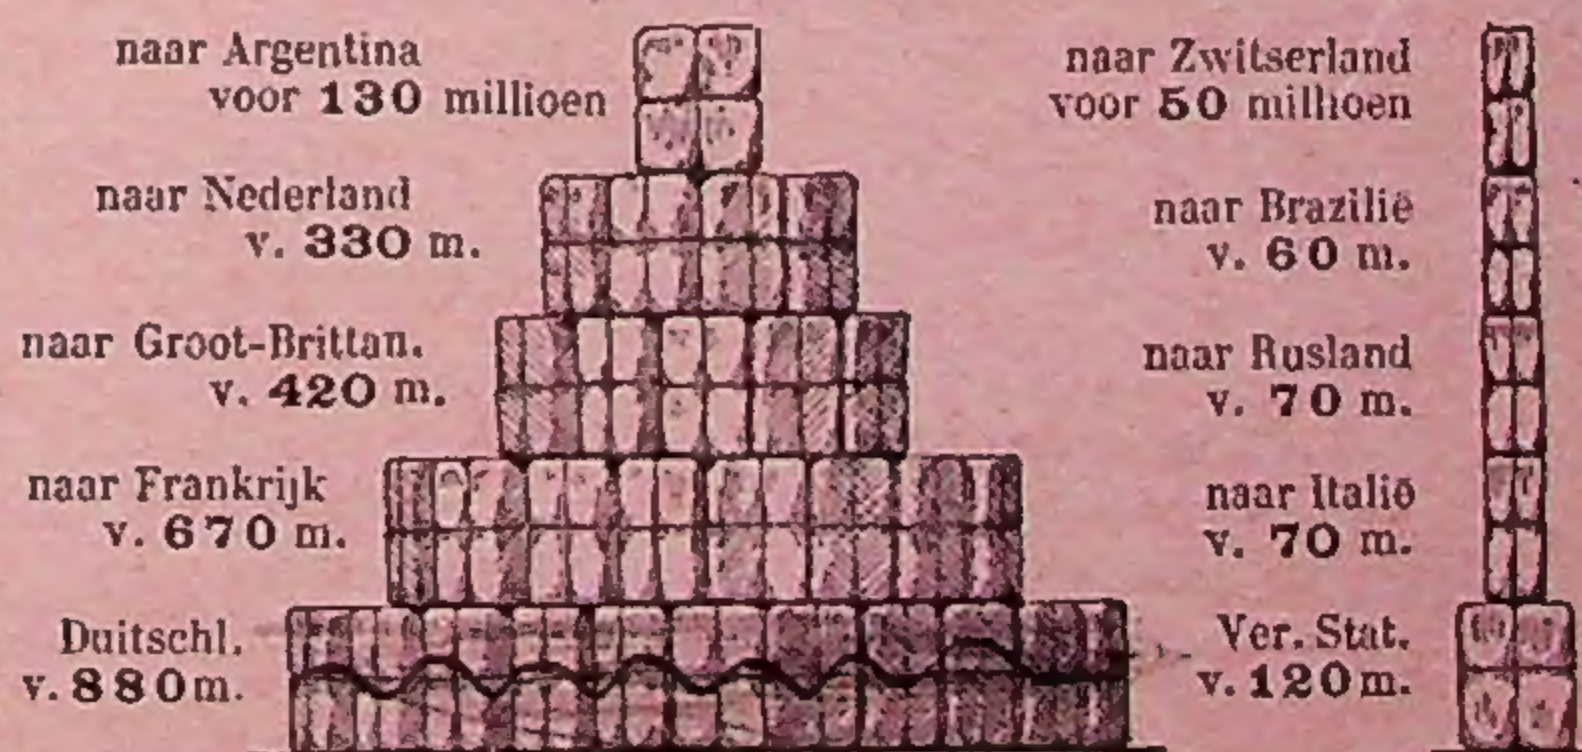 naar Argentina
voor 130 millioen
naar Nederland
v. 330 m.
naar Groot-Brittan.
v. 420 m.
naar Frankrijk
v. 670 m.
Duitschl.
v. 880 m.
naar Zwitserland
voor 50 millioen
naar Brazilië
v. 60 m.
naar Rusland
v. 70 m.
naar Italië
v. 70 m.
Ver. Stat.
v. 120 m.